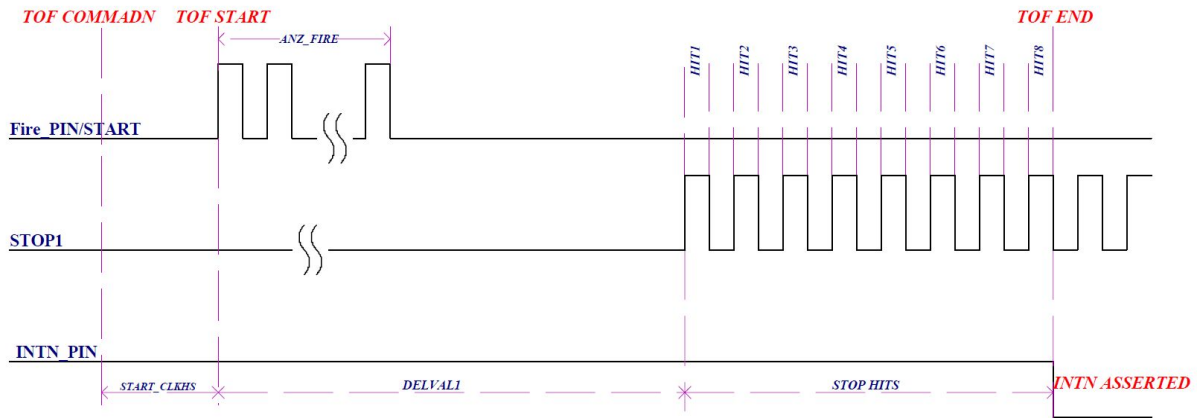 TOF COMMADN TOF START TOF END
ANZ_FIRE
HIT1 HIT2 HIT3 HIT4 HIT5 HIT6 HIT7 HIT8
Fire_PIN/START
STOP1
INTN_PIN
START_CLKHS DELVAL1 STOP HITS INTN ASSERTED